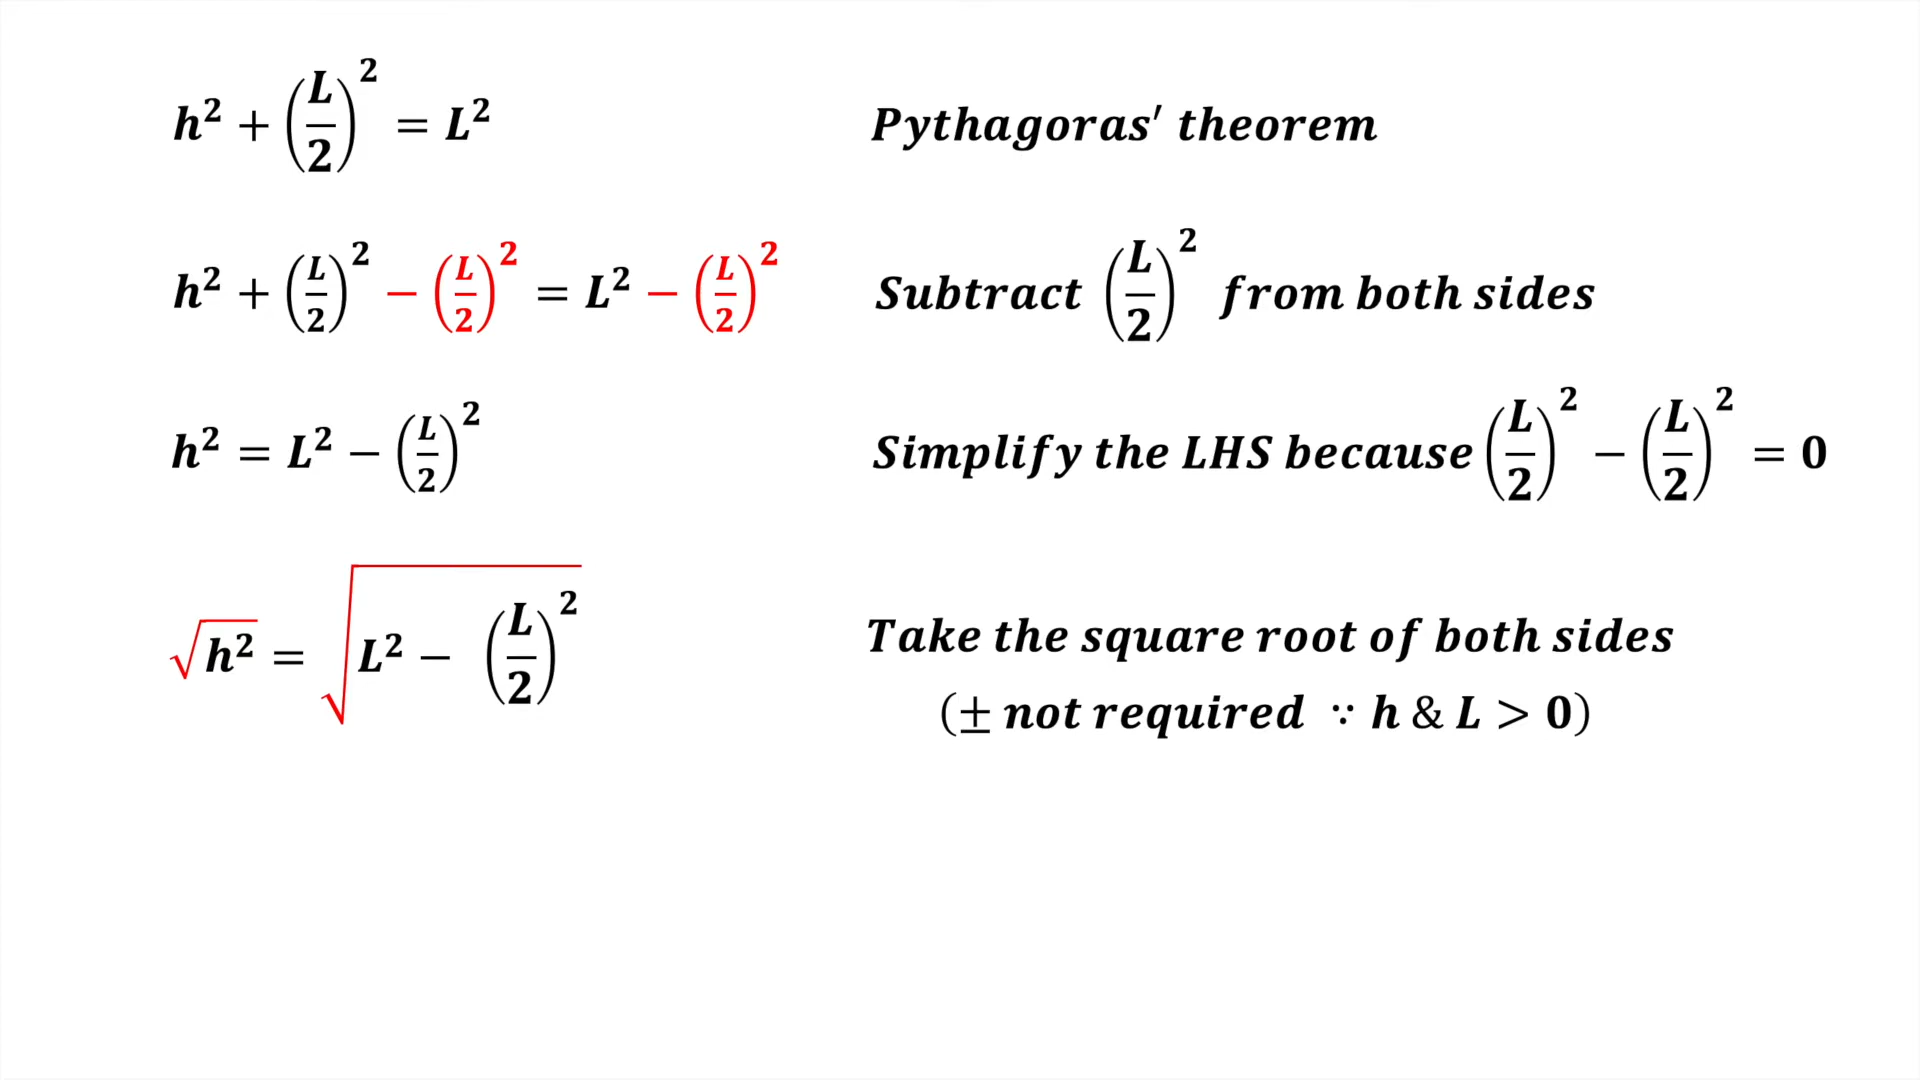 h² + (L/2)² = L² Pythagoras′ theorem
h² + (L/2)² − (L/2)² = L² − (L/2)² Subtract (L/2)² from both sides
h² = L² − (L/2)² Simplify the LHS because (L/2)² − (L/2)² = 0
√(h²) = √(L² − (L/2)²) Take the square root of both sides
(± not required ∵ h & L > 0)